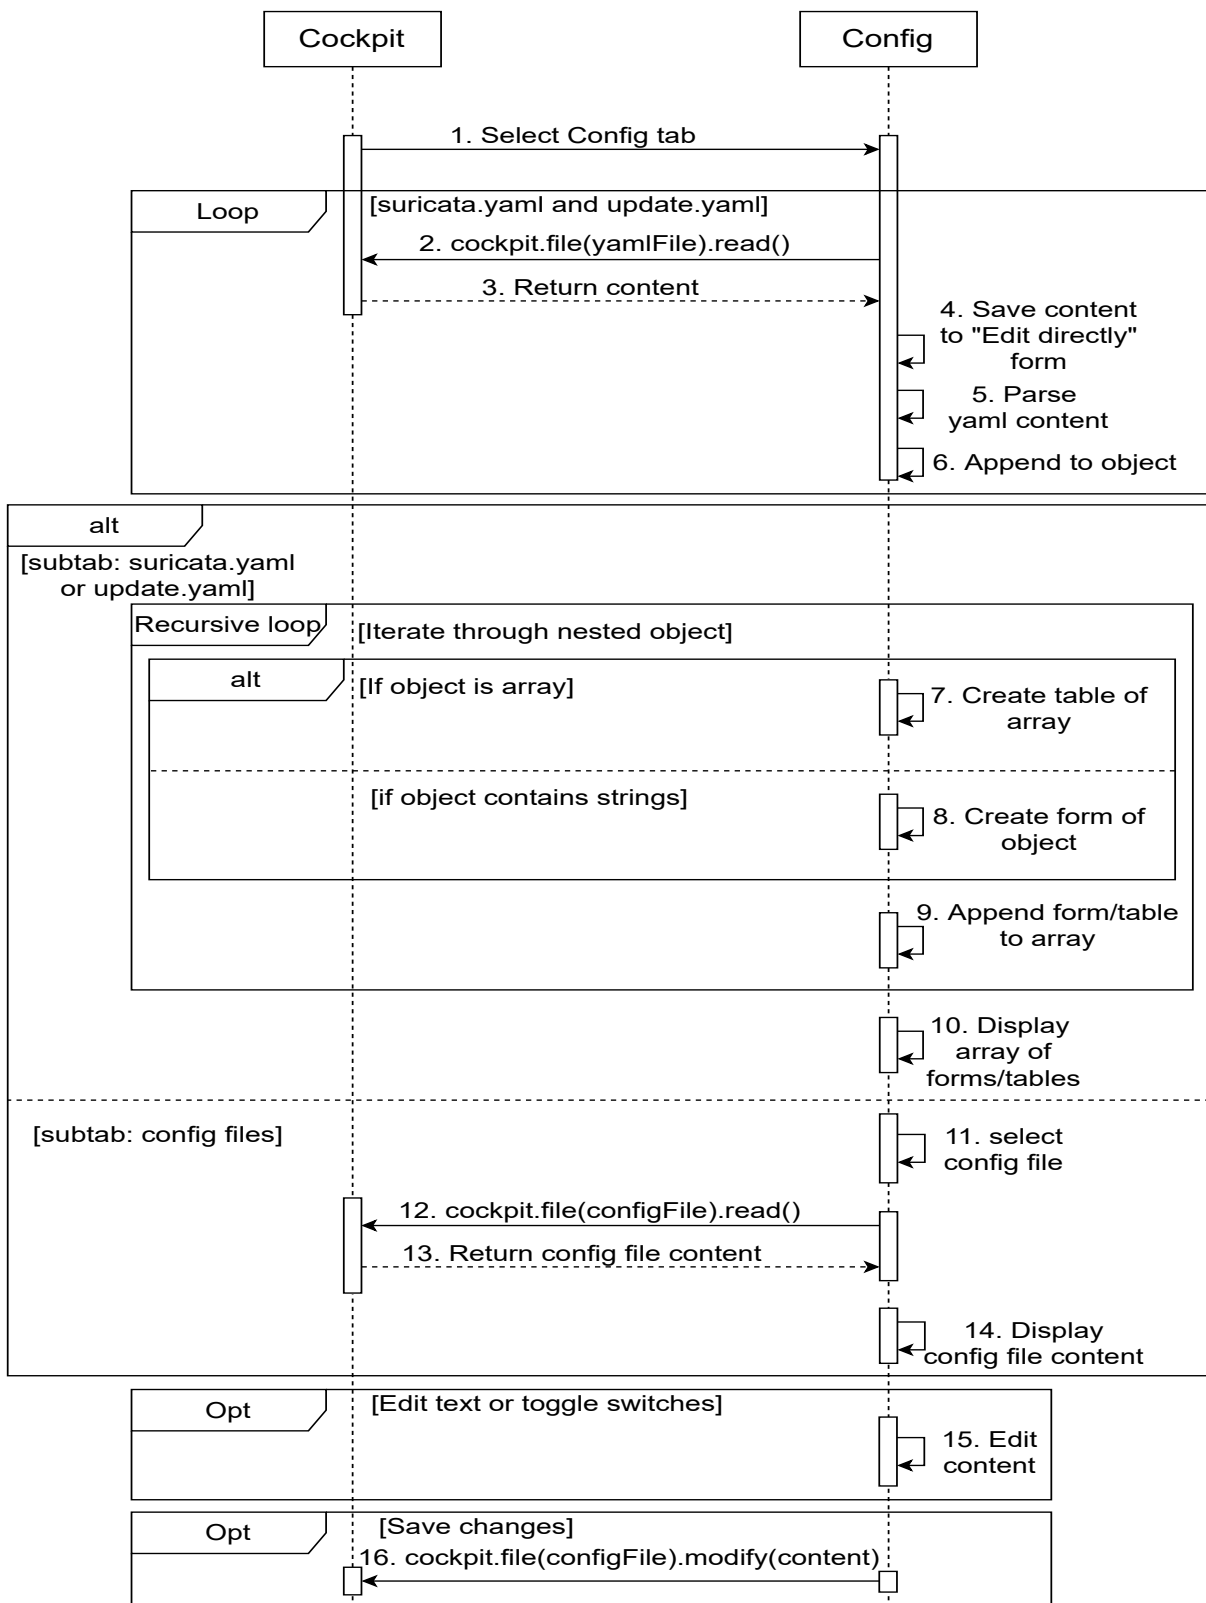 Cockpit
Config
1. Select Config tab
Loop
[suricata.yaml and update.yaml]
2. cockpit.file(yamlFile).read()
3. Return content
4. Save content
to "Edit directly"
form
5. Parse
yaml content
6. Append to object
alt
[subtab: suricata.yaml
or update.yaml]
Recursive loop
[Iterate through nested object]
alt
[If object is array]
7. Create table of
array
[if object contains strings]
8. Create form of
object
9. Append form/table
to array
10. Display
array of
forms/tables
[subtab: config files]
11. select
config file
12. cockpit.file(configFile).read()
13. Return config file content
14. Display
config file content
Opt
[Edit text or toggle switches]
15. Edit
content
Opt
[Save changes]
16. cockpit.file(configFile).modify(content)